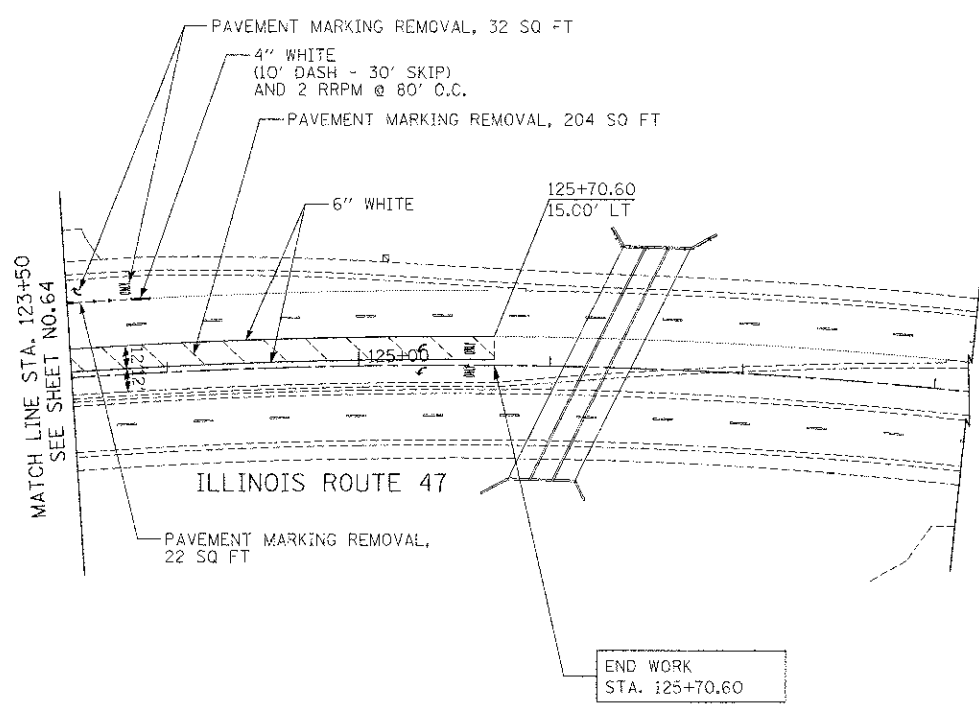 PAVEMENT MARKING REMOVAL, 32 SQ FT
4" WHITE
(10' DASH - 30' SKIP)
AND 2 RRPM @ 80' O.C.
PAVEMENT MARKING REMOVAL, 204 SQ FT
6" WHITE
125+70.60
15.00' LT
MATCH LINE STA. 123+50
SEE SHEET NO.64
12'
12'
125+00
ILLINOIS ROUTE 47
PAVEMENT MARKING REMOVAL,
22 SQ FT
END WORK
STA. 125+70.60